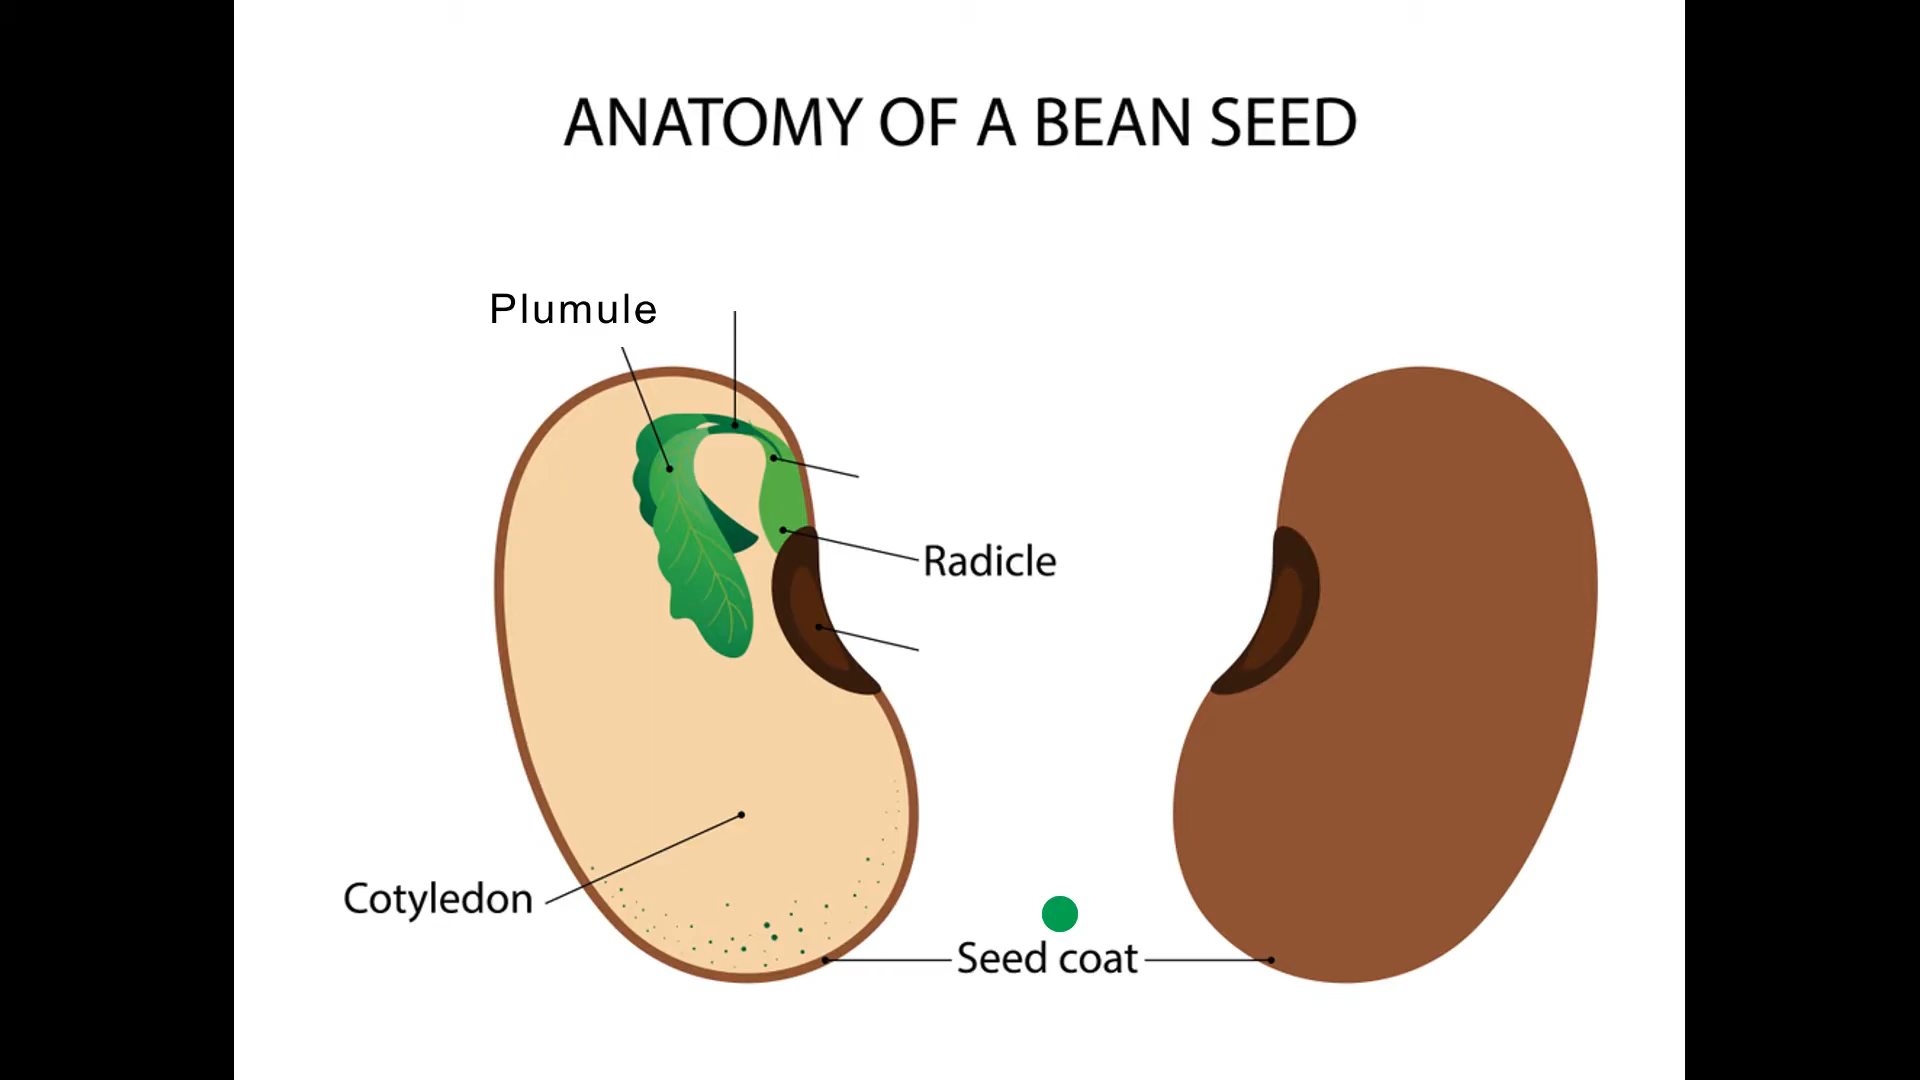 ANATOMY OF A BEAN SEED
Plumule
Radicle
Cotyledon
Seed coat